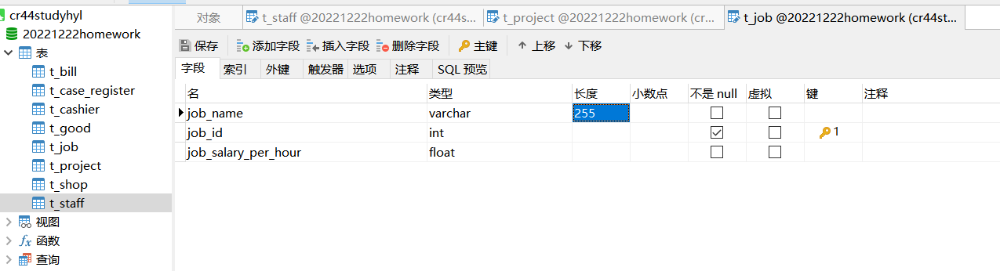 cr44studyhyl
20221222homework
表
t_bill
t_case_register
t_cashier
t_good
t_job
t_project
t_shop
t_staff
视图
函数
查询
对象 t_staff @20221222homework (cr44s... t_project @20221222homework (cr... t_job @20221222homework (cr44st...
保存 添加字段 插入字段 删除字段 主键 上移 下移
字段 索引 外键 触发器 选项 注释 SQL 预览
名 类型 长度 小数点 不是 null 虚拟 键 注释
job_name varchar 255
job_id int 1
job_salary_per_hour float